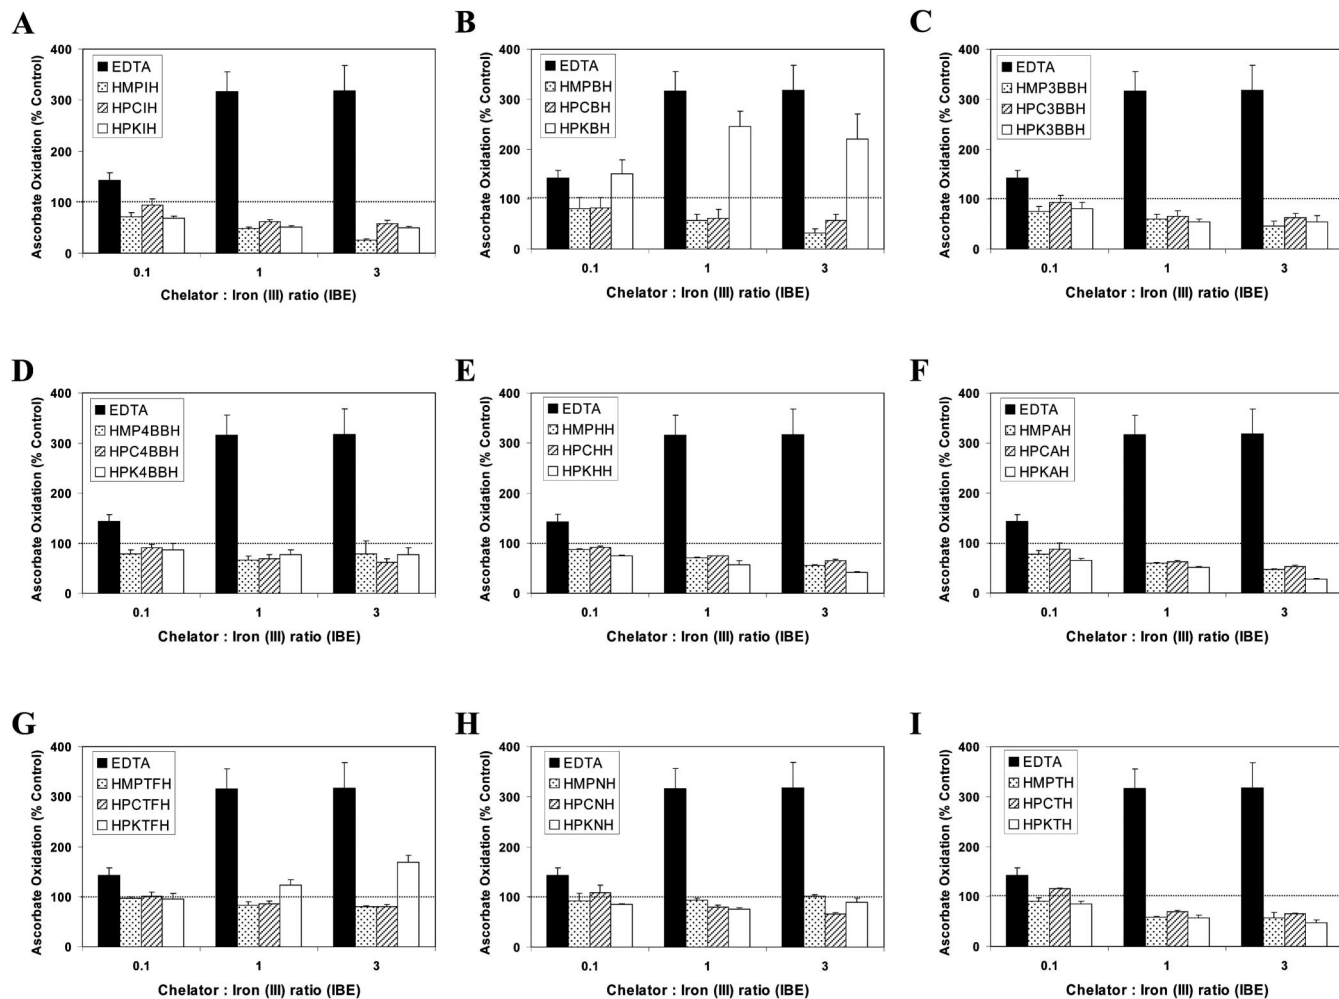 A
Ascorbate Oxidation (% Control)
400
300
200
100
0
EDTA
HMPIH
HPCIH
HPKIH
0.1 1 3
Chelator : Iron (III) ratio (IBE)
B
Ascorbate Oxidation (% Control)
400
300
200
100
0
EDTA
HMPBH
HPCBH
HPKBH
0.1 1 3
Chelator : Iron (III) ratio (IBE)
C
Ascorbate Oxidation (% Control)
400
300
200
100
0
EDTA
HMP3BBH
HPC3BBH
HPK3BBH
0.1 1 3
Chelator : Iron (III) ratio (IBE)
D
Ascorbate Oxidation (% Control)
400
300
200
100
0
EDTA
HMP4BBH
HPC4BBH
HPK4BBH
0.1 1 3
Chelator : Iron (III) ratio (IBE)
E
Ascorbate Oxidation (% Control)
400
300
200
100
0
EDTA
HMPHH
HPCHH
HPKHH
0.1 1 3
Chelator : Iron (III) ratio (IBE)
F
Ascorbate Oxidation (% Control)
400
300
200
100
0
EDTA
HMPAH
HPCAH
HPKAH
0.1 1 3
Chelator : Iron (III) ratio (IBE)
G
Ascorbate Oxidation (% Control)
400
300
200
100
0
EDTA
HMPTFH
HPCTFH
HPKTFH
0.1 1 3
Chelator : Iron (III) ratio (IBE)
H
Ascorbate Oxidation (% Control)
400
300
200
100
0
EDTA
HMPNH
HPCNH
HPKNH
0.1 1 3
Chelator : Iron (III) ratio (IBE)
I
Ascorbate Oxidation (% Control)
400
300
200
100
0
EDTA
HMPTH
HPCTH
HPKTH
0.1 1 3
Chelator : Iron (III) ratio (IBE)